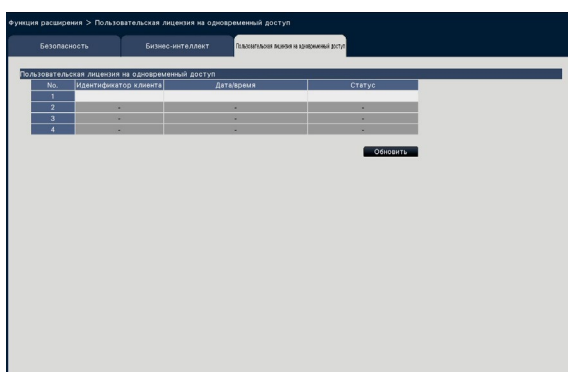 Функция расширения > Пользовательская лицензия на одновременный доступ
Безопасность Бизнес-интеллект Пользовательская лицензия на одновременный доступ
Пользовательская лицензия на одновременный доступ
No. Идентификатор клиента Дата/время Статус
1
2 - - -
3 - - -
4 - - -
Обновить